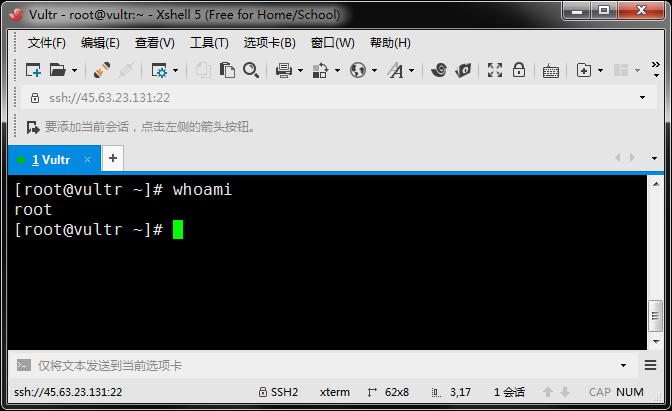 Vultr - root@vultr:~ - Xshell 5 (Free for Home/School)
文件(F) 编辑(E) 查看(V) 工具(T) 选项卡(B) 窗口(W) 帮助(H)
ssh://45.63.23.131:22
要添加当前会话，点击左侧的箭头按钮。
1 Vultr × +
[root@vultr ~]# whoami
root
[root@vultr ~]#
仅将文本发送到当前选项卡
ssh://45.63.23.131:22 SSH2 xterm 62x8 3,17 1 会话 CAP NUM